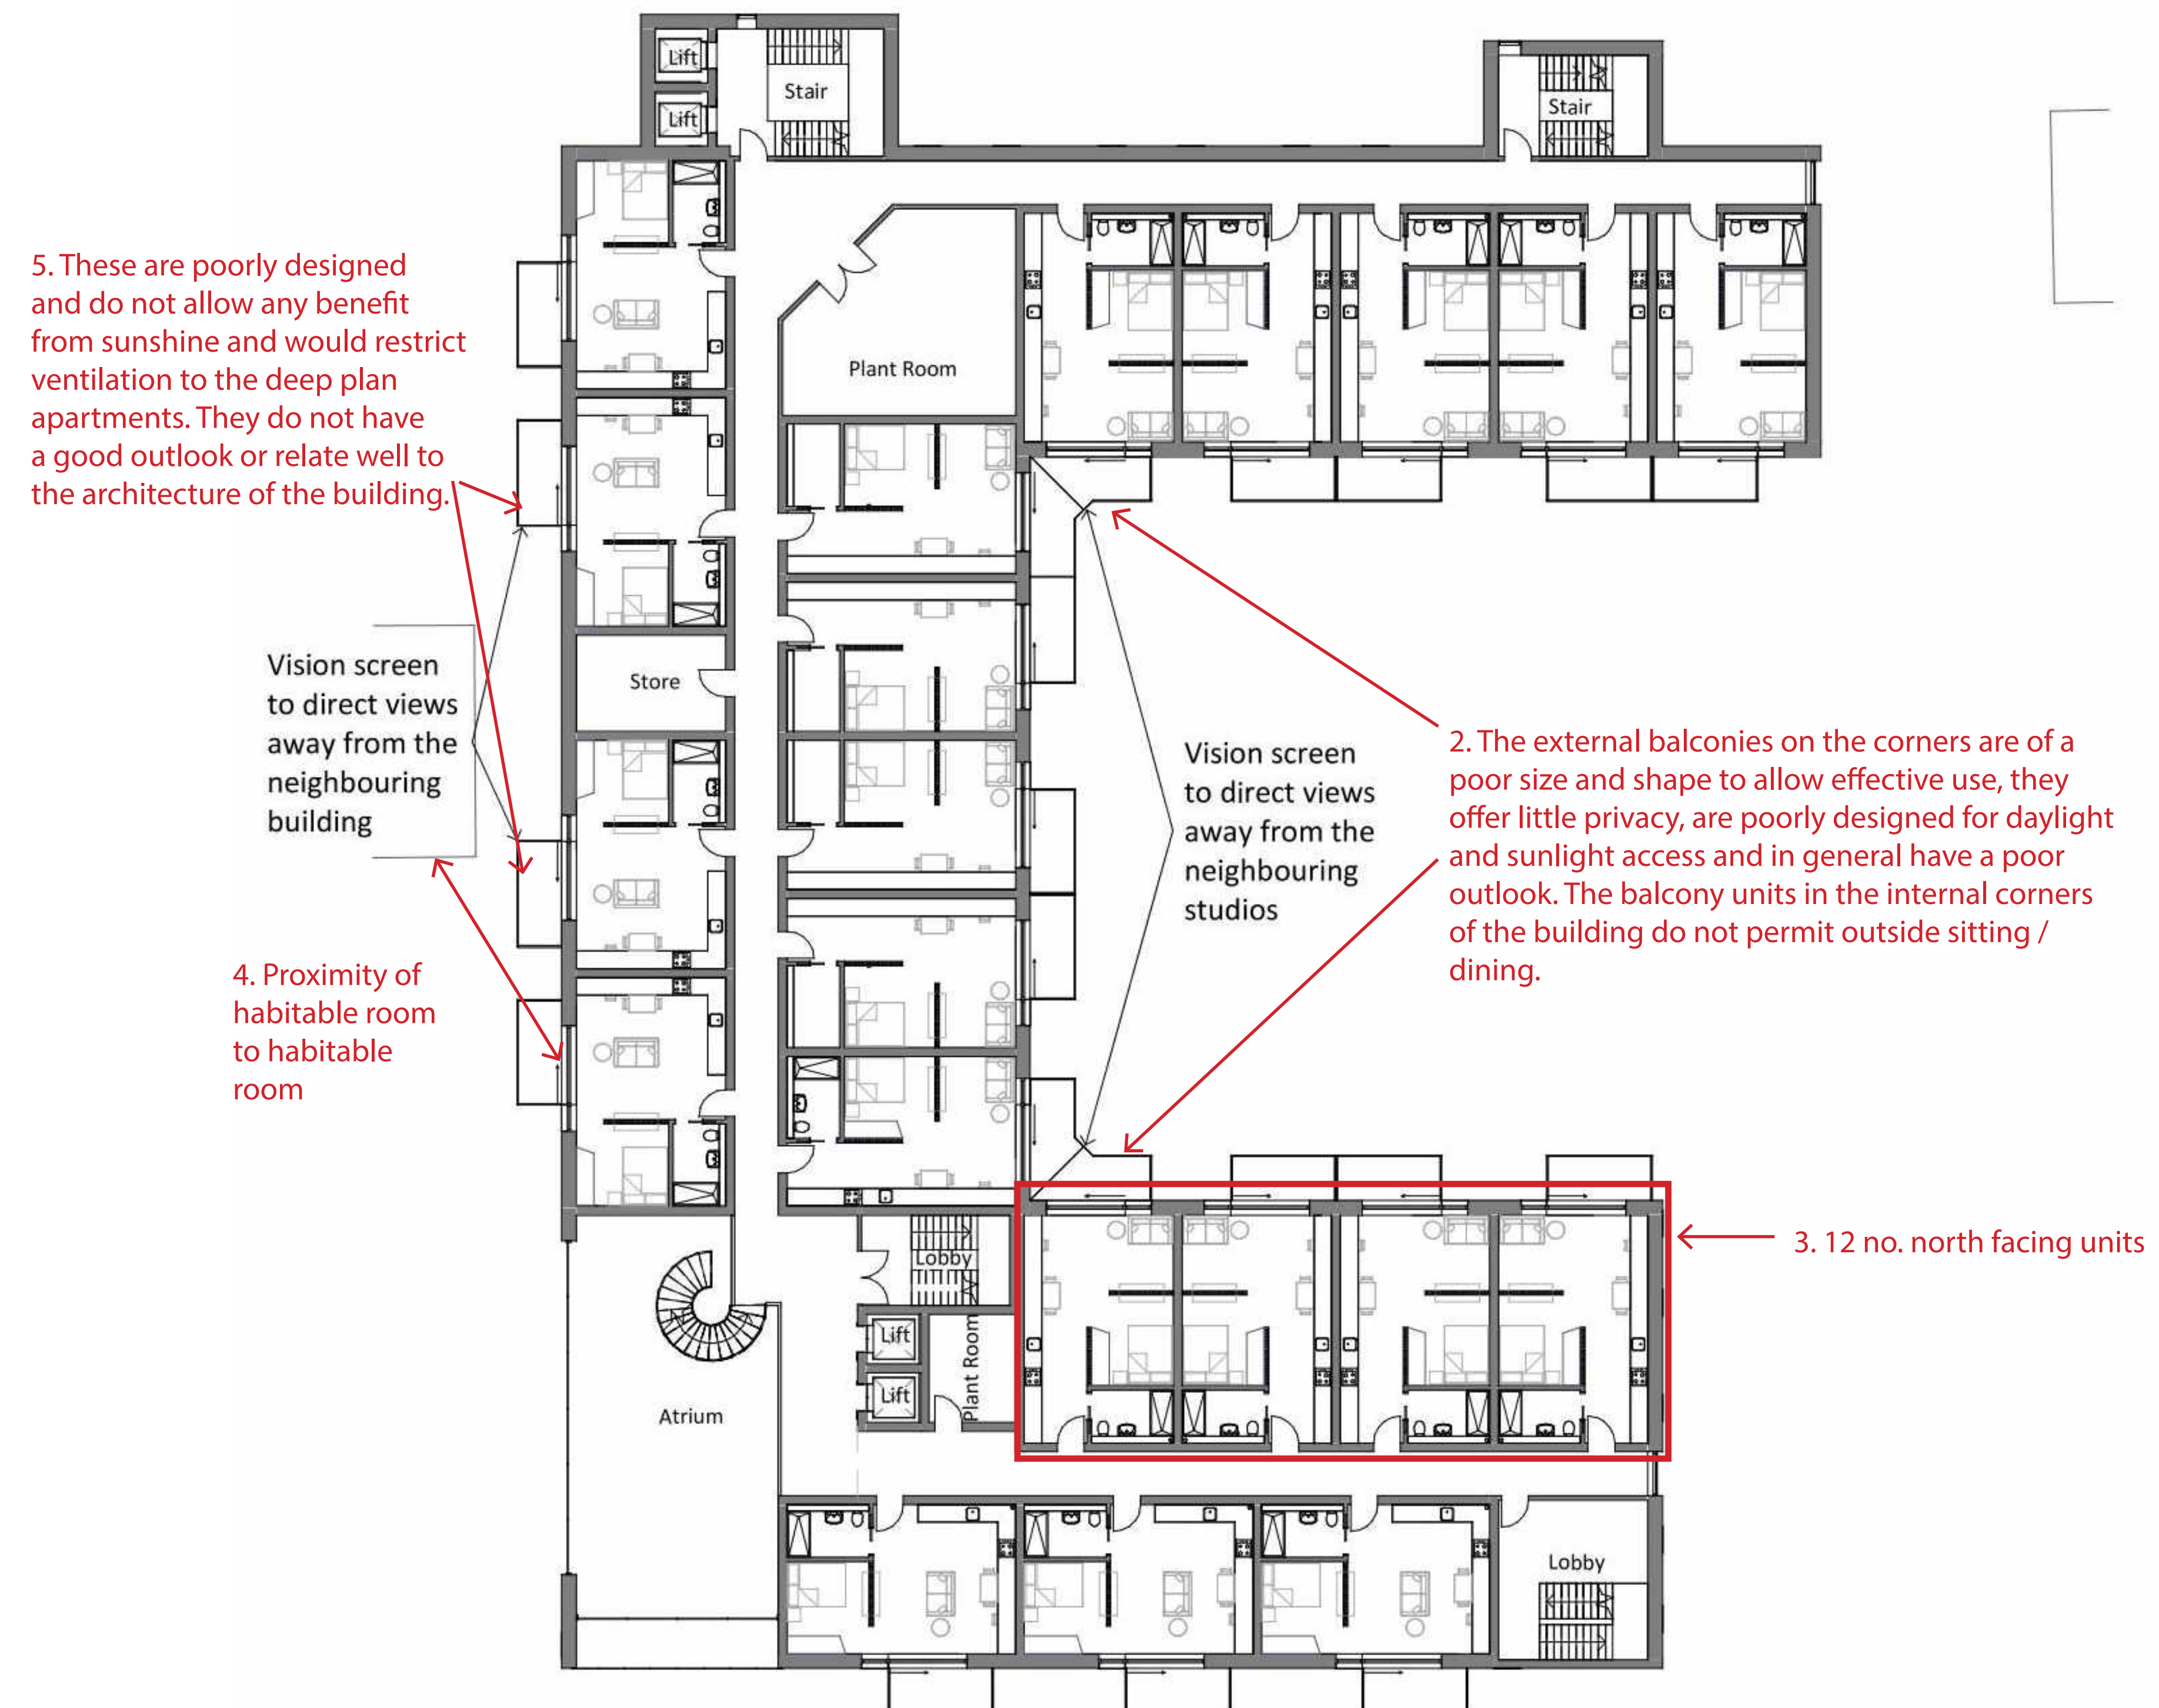 Lift
Stair
Lift
Stair
5. These are poorly designed
and do not allow any benefit
from sunshine and would restrict
ventilation to the deep plan
apartments. They do not have
a good outlook or relate well to
the architecture of the building.
Plant Room
Vision screen
to direct views
away from the
neighbouring
building
Store
Vision screen
to direct views
away from the
neighbouring
studios
2. The external balconies on the corners are of a
poor size and shape to allow effective use, they
offer little privacy, are poorly designed for daylight
and sunlight access and in general have a poor
outlook. The balcony units in the internal corners
of the building do not permit outside sitting /
dining.
4. Proximity of
habitable room
to habitable
room
3. 12 no. north facing units
Lobby
Lift
Plant Room
Lift
Atrium
Lobby